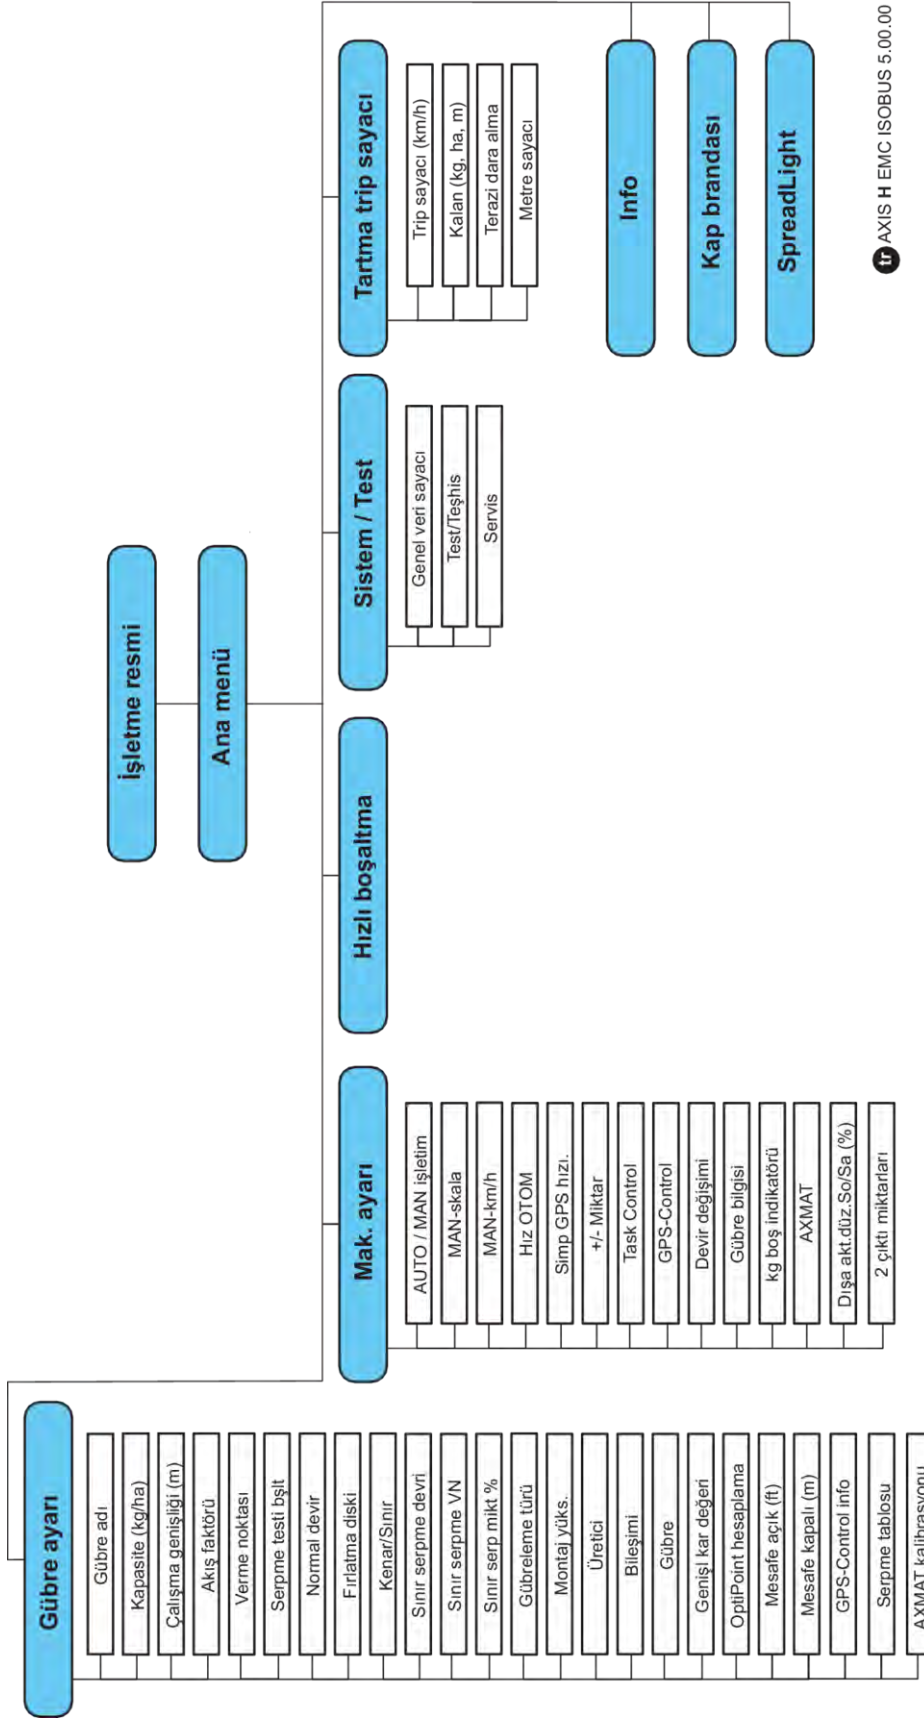 İşletme resmi
Ana menü
Gübre ayarı
Gübre adı
Kapasite (kg/ha)
Çalışma genişliği (m)
Akış faktörü
Verme noktası
Serpme testi bşlt
Normal devir
Fırlatma diski
Kenar/Sınır
Sınır serpme devri
Sınır serpme VN
Sınır serp mikt %
Gübreleme türü
Montaj yüks.
Üretici
Bileşimi
Gübre
Genişl kar değeri
OptiPoint hesaplama
Mesafe açık (ft)
Mesafe kapalı (m)
GPS-Control info
Serpme tablosu
AXMAT kalibrasyonu
Mak. ayarı
AUTO / MAN işletim
MAN-skala
MAN-km/h
Hız OTOM
Simp GPS hızı.
+/- Miktar
Task Control
GPS-Control
Devir değişimi
Gübre bilgisi
kg boş indikatörü
AXMAT
Dışa akt.düz.So/Sa (%)
2 çıktı miktarları
Hızlı boşaltma
Sistem / Test
Genel veri sayacı
Test/Teşhis
Servis
Tartma trip sayacı
Trip sayacı (km/h)
Kalan (kg, ha, m)
Terazi dara alma
Metre sayacı
Info
Kap brandası
SpreadLight
tr AXIS H EMC ISOBUS 5.00.00